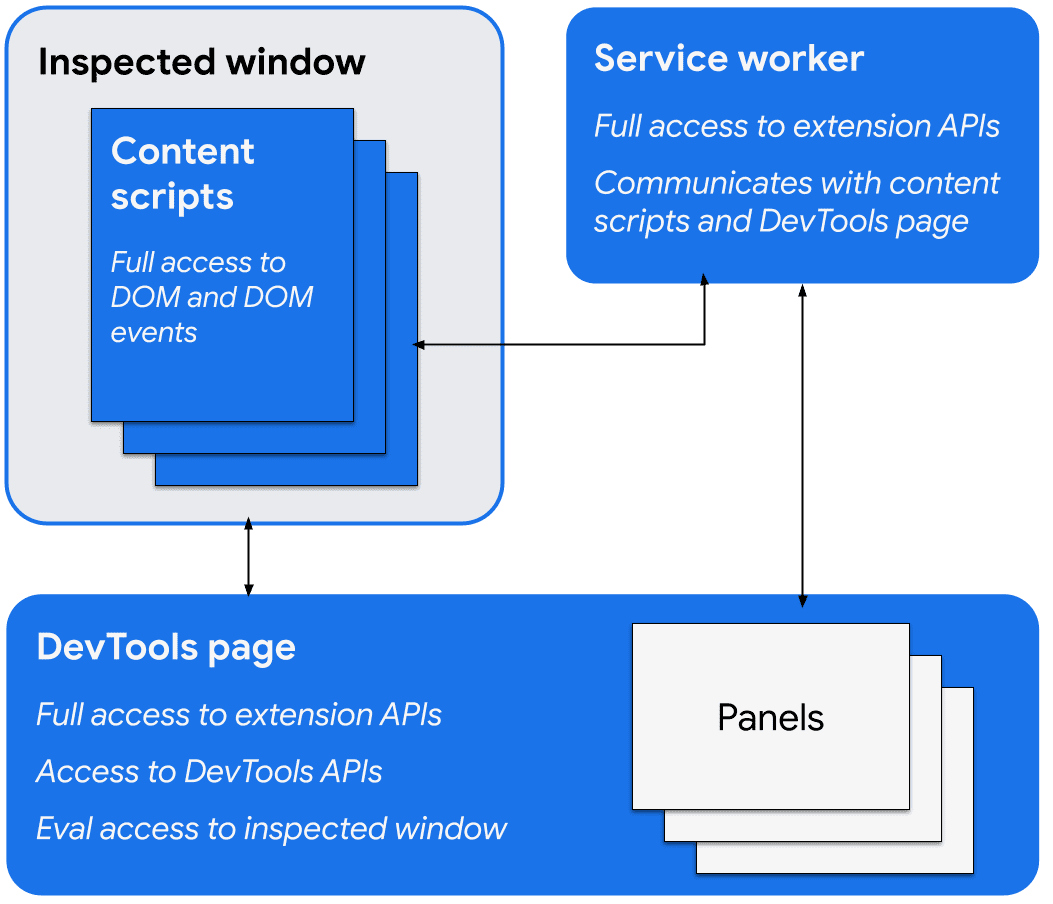 Inspected window
Content
scripts
Full access to
DOM and DOM
events
Service worker
Full access to extension APIs
Communicates with content
scripts and DevTools page
DevTools page
Full access to extension APIs
Access to DevTools APIs
Eval access to inspected window
Panels